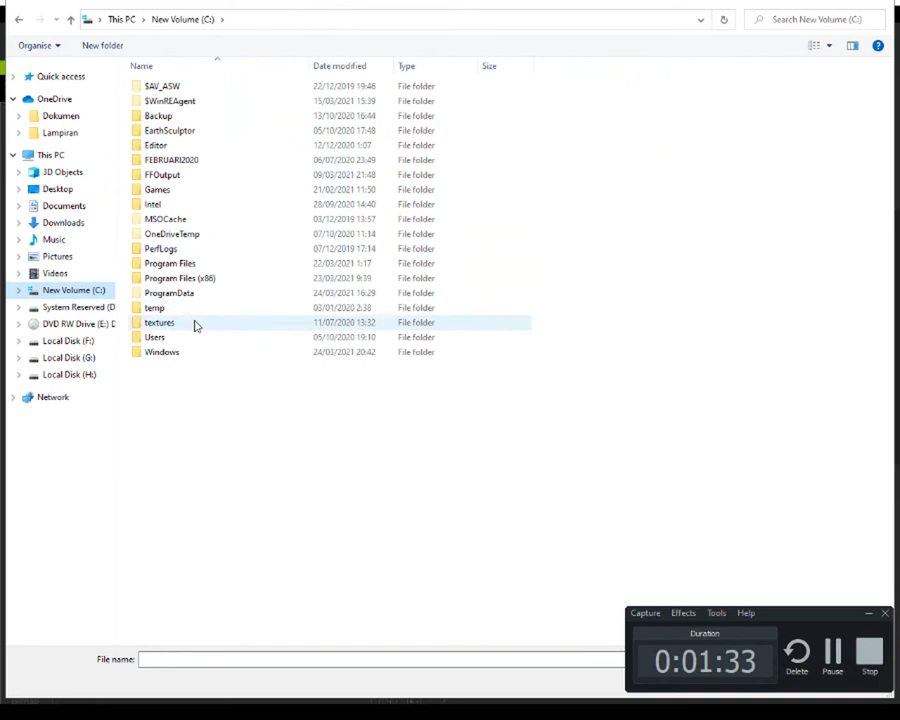 This PC > New Volume (C:) >
Search New Volume (C:)
Organise
New folder
Name
Date modified
Type
Size
Quick access
OneDrive
Dokumen
Lampiran
This PC
3D Objects
Desktop
Documents
Downloads
Music
Pictures
Videos
New Volume (C:)
System Reserved (D
DVD RW Drive (E:) D
Local Disk (F:)
Local Disk (G:)
Local Disk (H:)
Network
$AV_ASW 22/12/2019 19:46 File folder
$WinREAgent 15/03/2021 15:39 File folder
Backup 13/10/2020 16:44 File folder
EarthSculptor 05/10/2020 17:48 File folder
Editor 12/12/2020 1:07 File folder
FEBRUARI2020 06/07/2020 23:49 File folder
FFOutput 09/03/2021 21:48 File folder
Games 21/02/2021 11:50 File folder
Intel 28/09/2020 14:40 File folder
MSOCache 03/12/2019 13:57 File folder
OneDriveTemp 07/10/2020 14:04 File folder
PerfLogs 07/12/2019 17:14 File folder
Program Files 22/03/2021 1:17 File folder
Program Files (x86) 23/03/2021 9:39 File folder
ProgramData 24/03/2021 16:29 File folder
temp 03/01/2020 2:38 File folder
textures 11/07/2020 13:32 File folder
Users 05/10/2020 19:10 File folder
Windows 24/03/2021 20:42 File folder
File name:
Capture Effects Tools Help
Duration
0:01:33
Delete
Pause
Stop